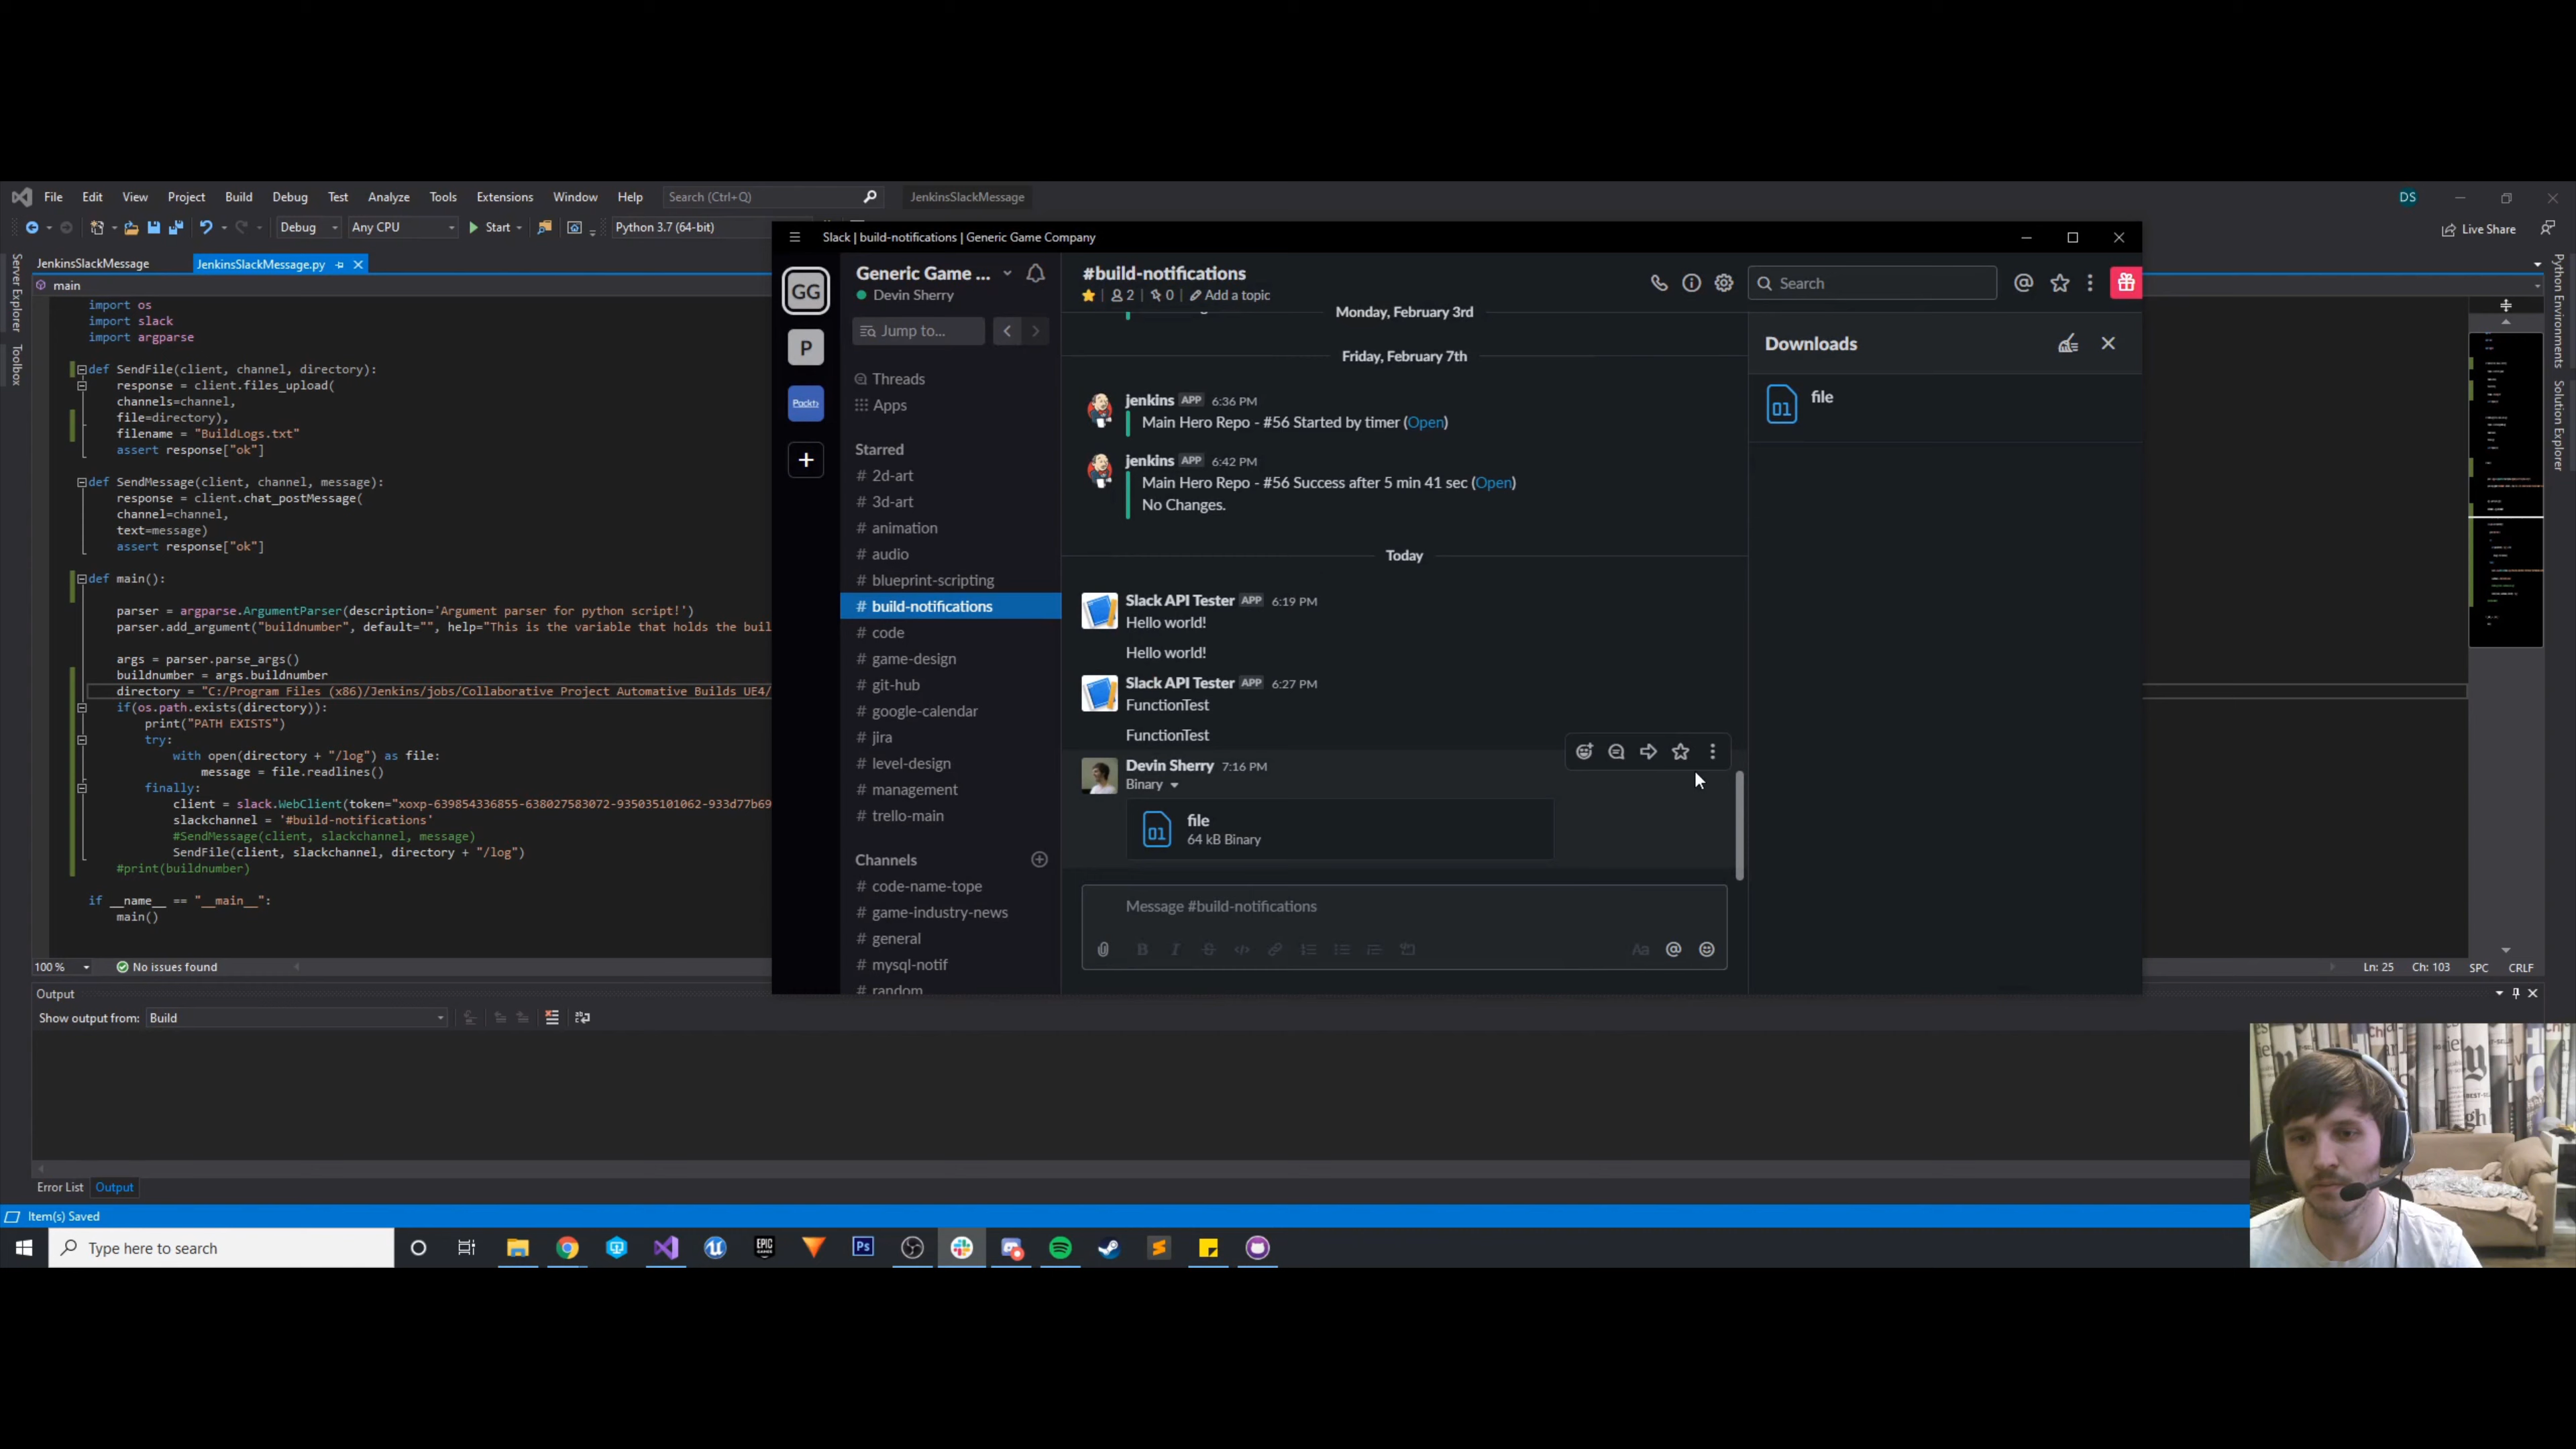 File Edit View Project Build Debug Test Analyze Tools Extensions Window Help Search (Ctrl+Q) JenkinsSlackMessage DS
Debug Any CPU Start Python 3.7 (64-bit) Live Share
JenkinsSlackMessage JenkinsSlackMessage.py
main
Server Explorer
Toolbox
import os
import slack
import argparse
def SendFile(client, channel, directory):
response = client.files_upload(
channels=channel,
file=directory),
filename = "BuildLogs.txt"
assert response["ok"]
def SendMessage(client, channel, message):
response = client.chat_postMessage(
channel=channel,
text=message)
assert response["ok"]
def main():
parser = argparse.ArgumentParser(description='Argument parser for python script!')
parser.add_argument("buildnumber", default="", help="This is the variable that holds the buil
args = parser.parse_args()
buildnumber = args.buildnumber
directory = "C:/Program Files (x86)/Jenkins/jobs/Collaborative Project Automative Builds UE4/
if(os.path.exists(directory)):
print("PATH EXISTS")
try:
with open(directory + "/log") as file:
message = file.readlines()
finally:
client = slack.WebClient(token="xoxp-639854336855-638027583072-935035101062-933d77b69
slackchannel = '#build-notifications'
#SendMessage(client, slackchannel, message)
SendFile(client, slackchannel, directory + "/log")
#print(buildnumber)
if __name__ == "__main__":
main()
100 % No issues found
Slack | build-notifications | Generic Game Company
GG
P
Packt>
+
Generic Game ...
Devin Sherry
Jump to...
Threads
Apps
Starred
# 2d-art
# 3d-art
# animation
# audio
# blueprint-scripting
# build-notifications
# code
# game-design
# git-hub
# google-calendar
# jira
# level-design
# management
# trello-main
Channels
# code-name-tope
# game-industry-news
# general
# mysql-notif
# random
#build-notifications
2 | 0 | Add a topic
Search
Monday, February 3rd
Friday, February 7th
jenkins APP 6:36 PM
Main Hero Repo - #56 Started by timer (Open)
jenkins APP 6:42 PM
Main Hero Repo - #56 Success after 5 min 41 sec (Open)
No Changes.
Today
Slack API Tester APP 6:19 PM
Hello world!
Hello world!
Slack API Tester APP 6:27 PM
FunctionTest
FunctionTest
Devin Sherry 7:16 PM
Binary
01
file
64 kB Binary
Message #build-notifications
Aa
Downloads
01
file
Python Environments
Solution Explorer
Ln: 25 Ch: 103 SPC CRLF
Output
Show output from: Build
Error List Output
Item(s) Saved
Type here to search
EPIC GAMES
Ps